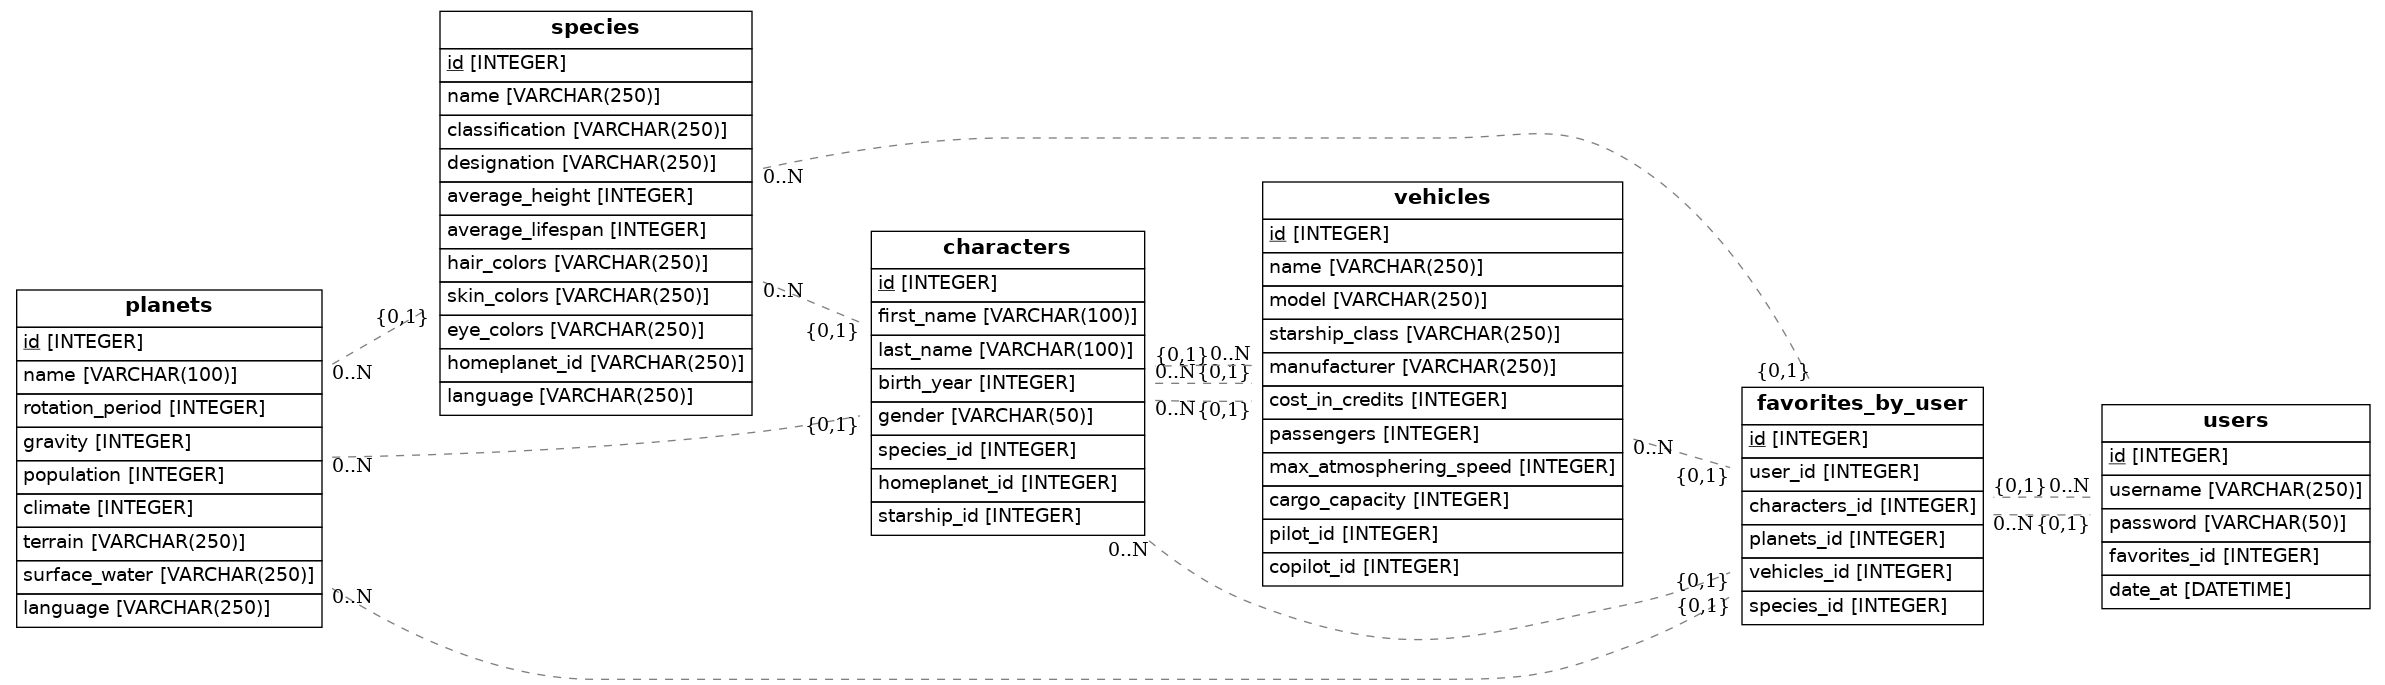 species
id [INTEGER]
name [VARCHAR(250)]
classification [VARCHAR(250)]
designation [VARCHAR(250)]
average_height [INTEGER]
average_lifespan [INTEGER]
hair_colors [VARCHAR(250)]
skin_colors [VARCHAR(250)]
eye_colors [VARCHAR(250)]
homeplanet_id [VARCHAR(250)]
language [VARCHAR(250)]
planets
id [INTEGER]
name [VARCHAR(100)]
rotation_period [INTEGER]
gravity [INTEGER]
population [INTEGER]
climate [INTEGER]
terrain [VARCHAR(250)]
surface_water [VARCHAR(250)]
language [VARCHAR(250)]
{0,1}
0..N
0..N
0..N
0..N
0..N
{0,1}
{0,1}
characters
id [INTEGER]
first_name [VARCHAR(100)]
last_name [VARCHAR(100)]
birth_year [INTEGER]
gender [VARCHAR(50)]
species_id [INTEGER]
homeplanet_id [INTEGER]
starship_id [INTEGER]
{0,1} 0..N
0..N {0,1}
0..N {0,1}
0..N
vehicles
id [INTEGER]
name [VARCHAR(250)]
model [VARCHAR(250)]
starship_class [VARCHAR(250)]
manufacturer [VARCHAR(250)]
cost_in_credits [INTEGER]
passengers [INTEGER]
max_atmosphering_speed [INTEGER]
cargo_capacity [INTEGER]
pilot_id [INTEGER]
copilot_id [INTEGER]
0..N
{0,1}
{0,1}
{0,1}
{0,1}
favorites_by_user
id [INTEGER]
user_id [INTEGER]
characters_id [INTEGER]
planets_id [INTEGER]
vehicles_id [INTEGER]
species_id [INTEGER]
{0,1} 0..N
0..N {0,1}
users
id [INTEGER]
username [VARCHAR(250)]
password [VARCHAR(50)]
favorites_id [INTEGER]
date_at [DATETIME]